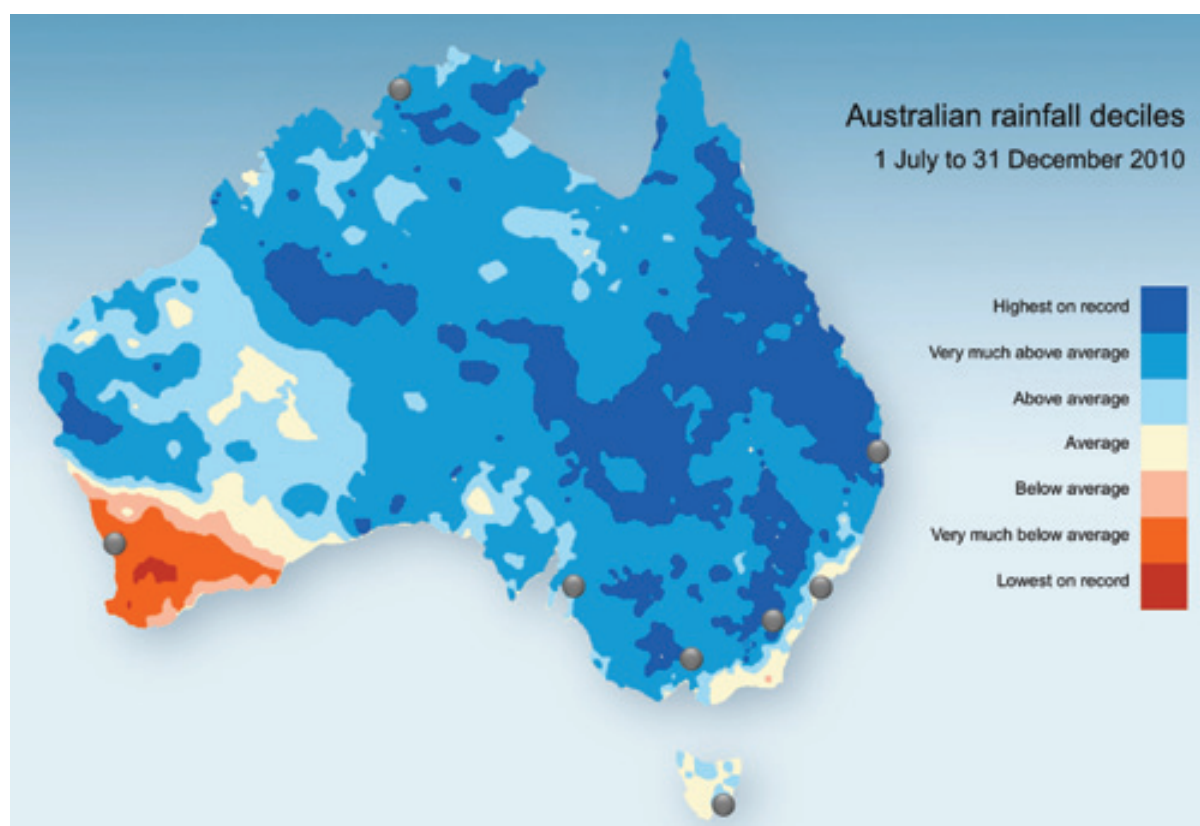 Australian rainfall deciles
1 July to 31 December 2010
Highest on record
Very much above average
Above average
Average
Below average
Very much below average
Lowest on record